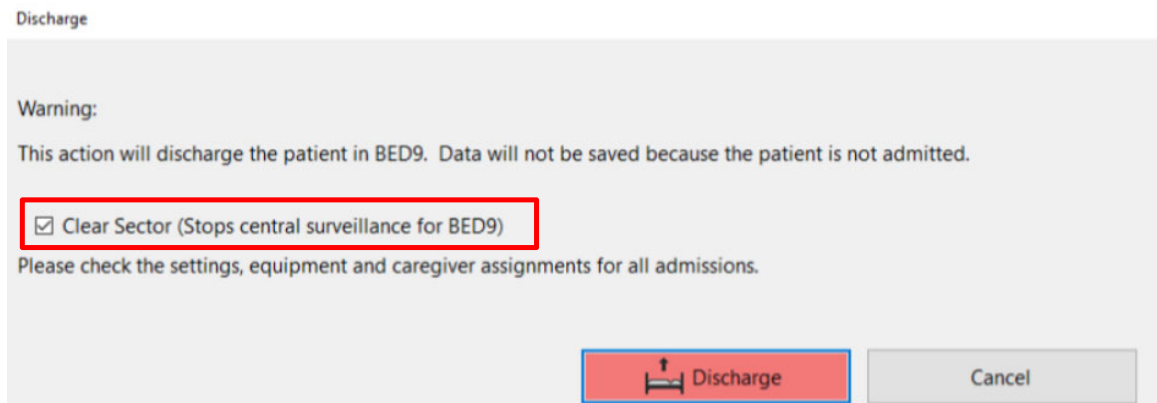 Discharge
Warning:
This action will discharge the patient in BED9.  Data will not be saved because the patient is not admitted.
Clear Sector (Stops central surveillance for BED9)
Please check the settings, equipment and caregiver assignments for all admissions.
Discharge
Cancel